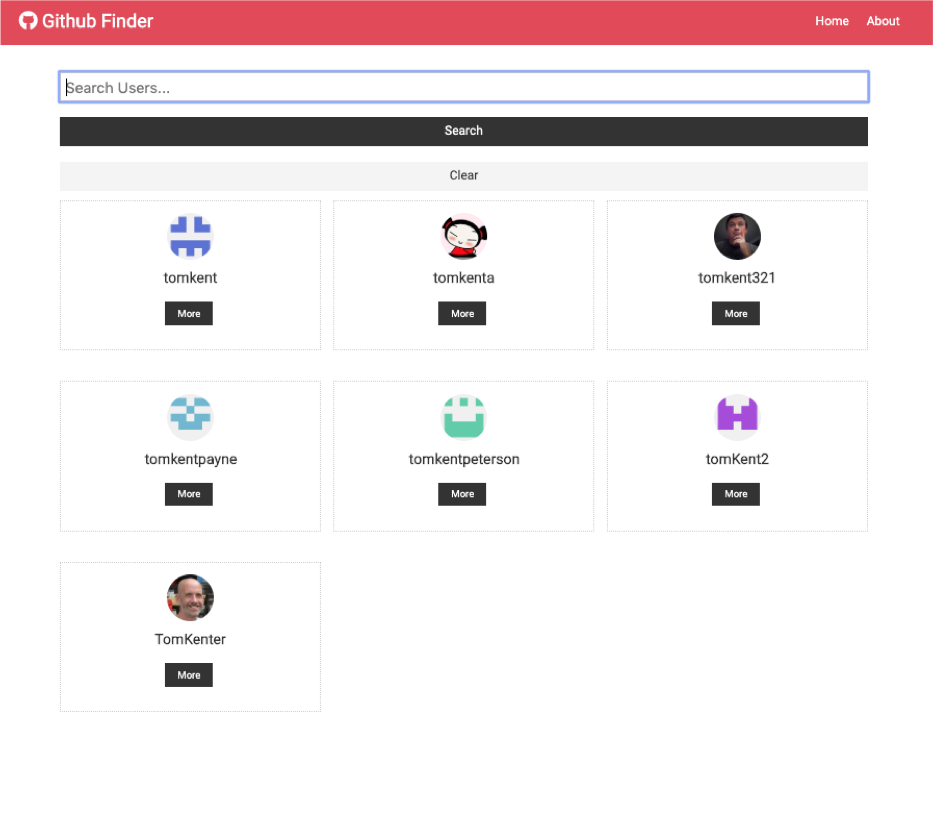 Github Finder Home About
Search Users...
Search
Clear
tomkent tomkenta tomkent321
More More More
tomkentpayne tomkentpeterson tomKent2
More More More
TomKenter
More